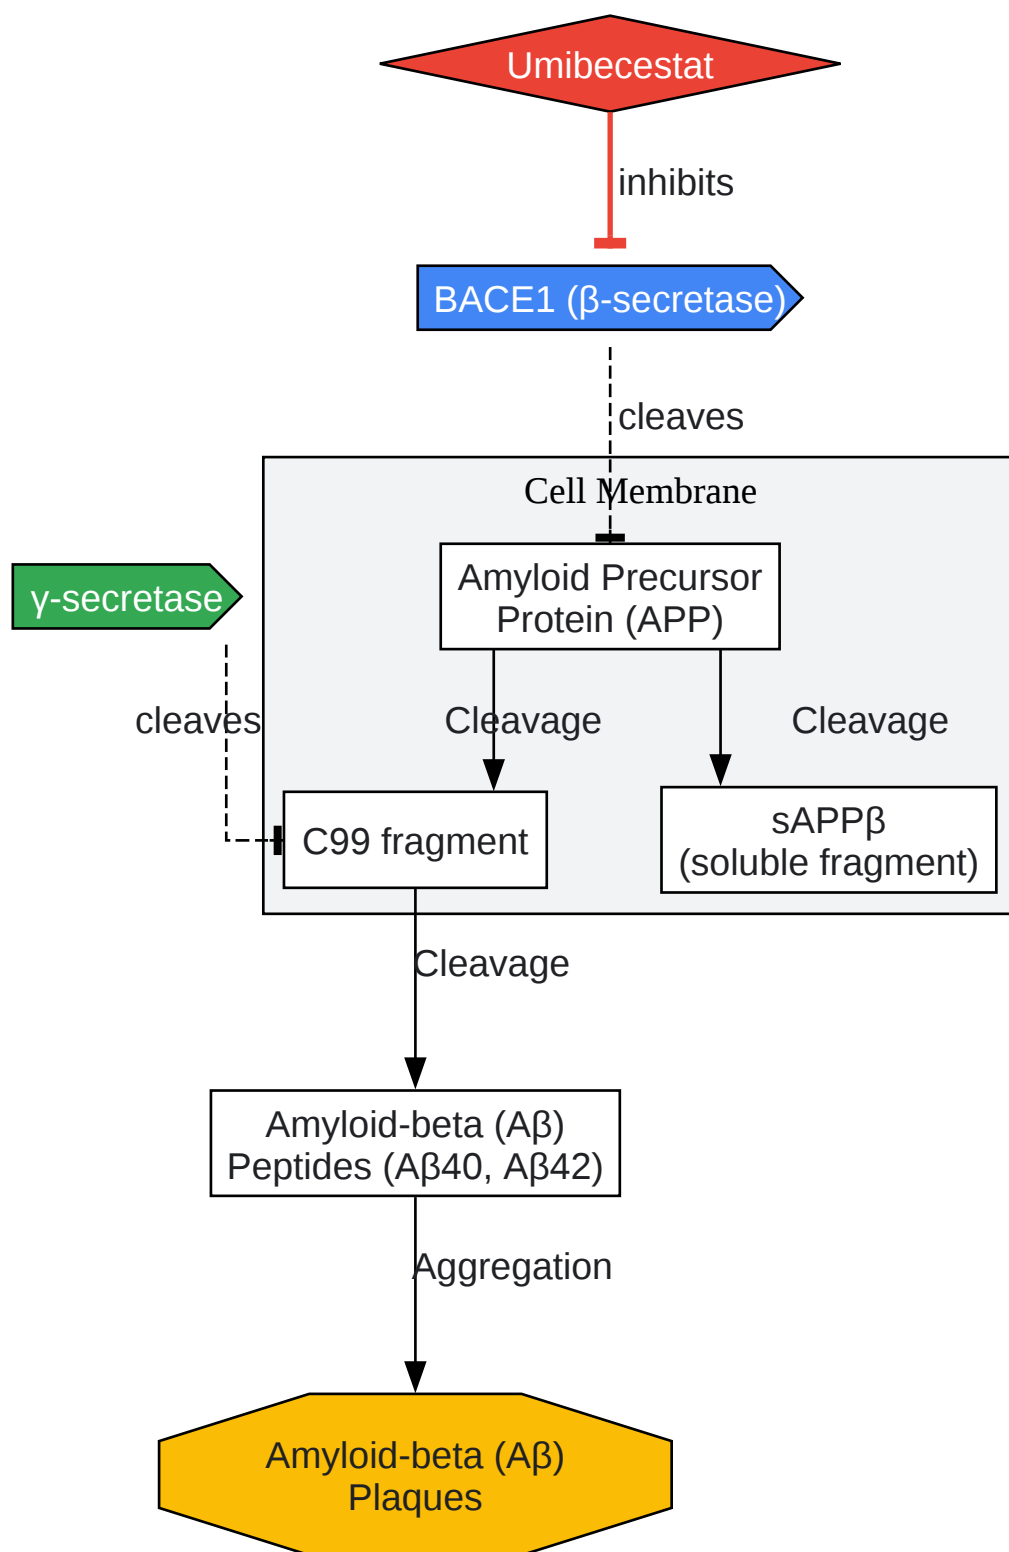 Umibecestat
inhibits
BACE1 (β-secretase)
cleaves
Cell Membrane
Amyloid Precursor
Protein (APP)
γ-secretase
cleaves
Cleavage
Cleavage
C99 fragment
sAPPβ
(soluble fragment)
Cleavage
Amyloid-beta (Aβ)
Peptides (Aβ40, Aβ42)
Aggregation
Amyloid-beta (Aβ)
Plaques